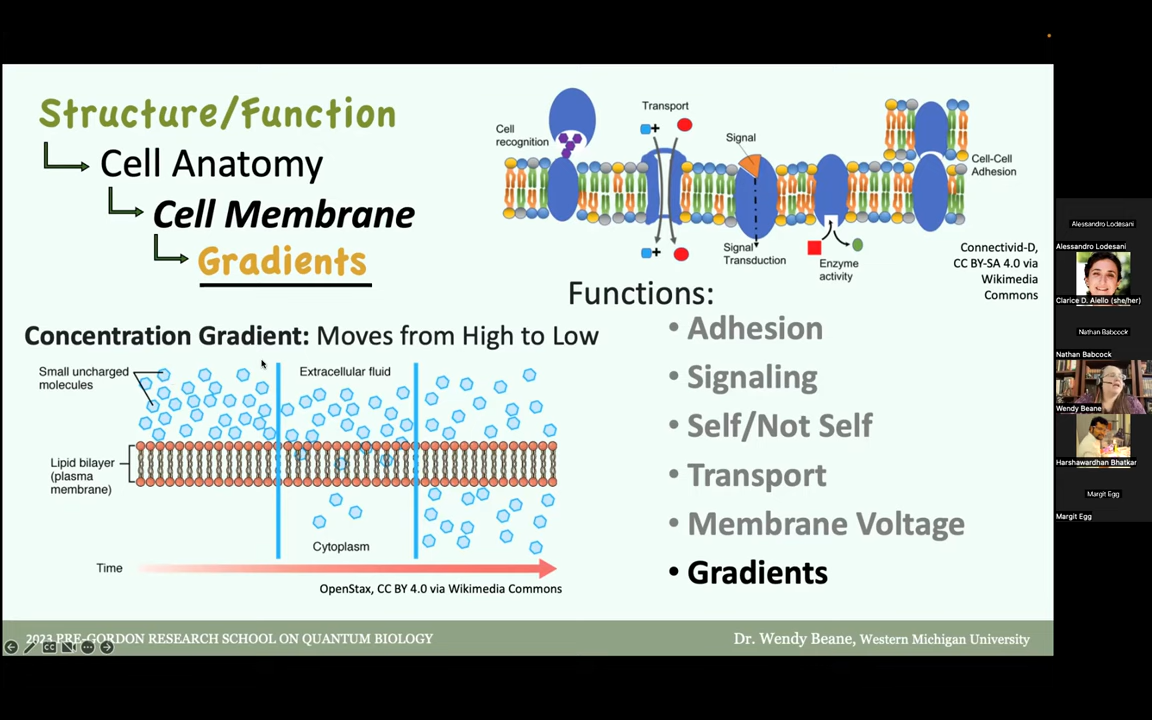 Structure/Function
Cell Anatomy
Cell Membrane
Gradients
Cell
recognition
Transport
+
+
Signal
Signal
Transduction
Enzyme
activity
Cell-Cell
Adhesion
Connectivid-D,
CC BY-SA 4.0 via
Wikimedia
Commons
Concentration Gradient: Moves from High to Low
Small uncharged
molecules
Extracellular fluid
Lipid bilayer
(plasma
membrane)
Cytoplasm
Time
OpenStax, CC BY 4.0 via Wikimedia Commons
Functions:
• Adhesion
• Signaling
• Self/Not Self
• Transport
• Membrane Voltage
• Gradients
2023 PRE-GORDON RESEARCH SCHOOL ON QUANTUM BIOLOGY
Dr. Wendy Beane, Western Michigan University
CC
Alessandro Lodesani
Alessandro Lodesani
Clarice D. Aiello (she/her)
Nathan Babcock
Nathan Babcock
Wendy Beane
Harshawardhan Bhatkar
Margit Egg
Margit Egg